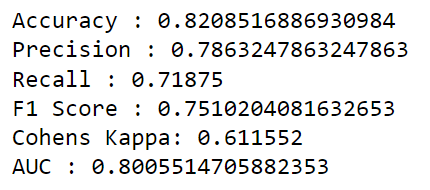 Accuracy : 0.8208516886930984
Precision : 0.7863247863247863
Recall : 0.71875
F1 Score : 0.7510204081632653
Cohens Kappa: 0.611552
AUC : 0.8005514705882353